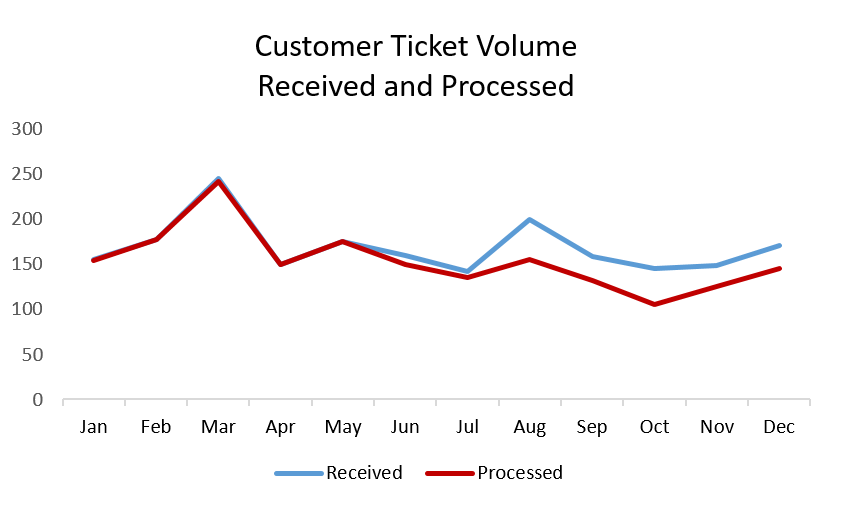 Customer Ticket Volume
Received and Processed
300
250
200
150
100
50
0
Jan Feb Mar Apr May Jun Jul Aug Sep Oct Nov Dec
Received Processed